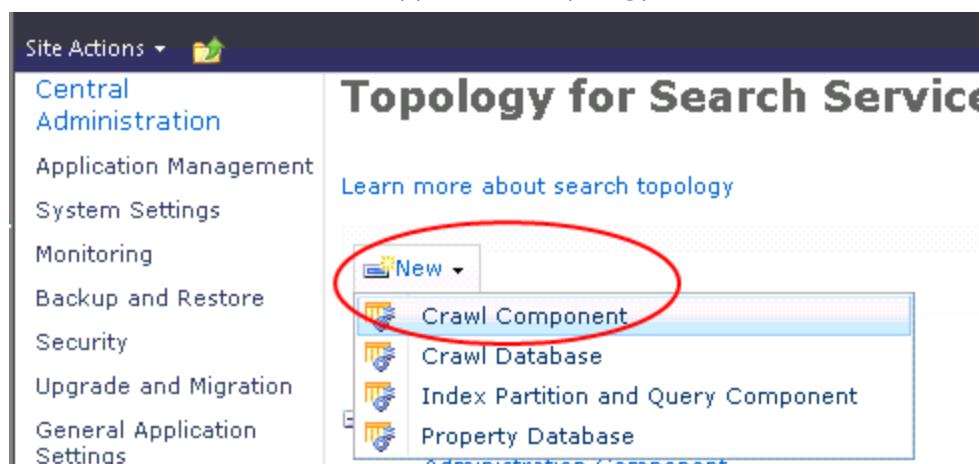 Site Actions
Central
Administration
Application Management
System Settings
Monitoring
Backup and Restore
Security
Upgrade and Migration
General Application
Settings
Topology for Search Service
Learn more about search topology
New
Crawl Component
Crawl Database
Index Partition and Query Component
Property Database
Administration Component